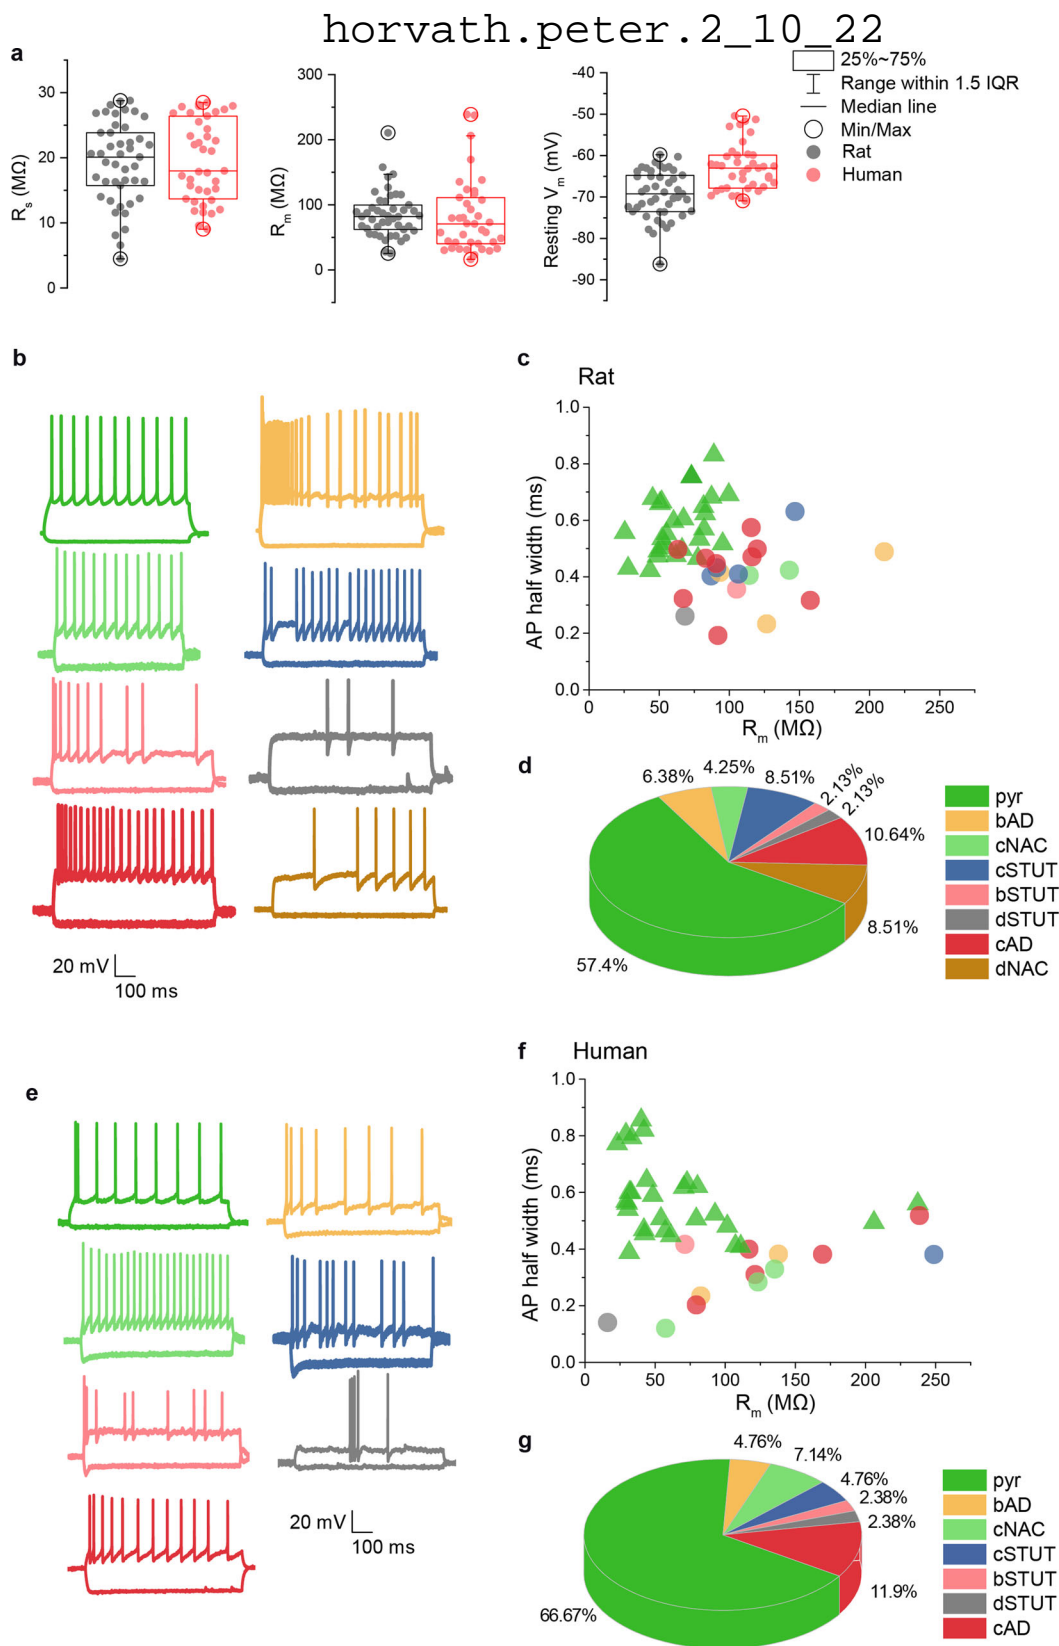 horvath.peter.2_10_22
a
25%~75%
Range within 1.5 IQR
Median line
Min/Max
Rat
Human
Rs (MΩ)
30
20
10
0
Rm (MΩ)
300
200
100
0
Resting Vm (mV)
-40
-50
-60
-70
-80
-90
b
20 mV
100 ms
c
Rat
AP half width (ms)
1.0
0.8
0.6
0.4
0.2
0.0
0 50 100 150 200 250
Rm (MΩ)
d
6.38%
4.25%
8.51%
2.13%
2.13%
10.64%
8.51%
57.4%
pyr
bAD
cNAC
cSTUT
bSTUT
dSTUT
cAD
dNAC
e
20 mV
100 ms
f
Human
AP half width (ms)
1.0
0.8
0.6
0.4
0.2
0.0
0 50 100 150 200 250
Rm (MΩ)
g
4.76%
7.14%
4.76%
2.38%
2.38%
11.9%
66.67%
pyr
bAD
cNAC
cSTUT
bSTUT
dSTUT
cAD